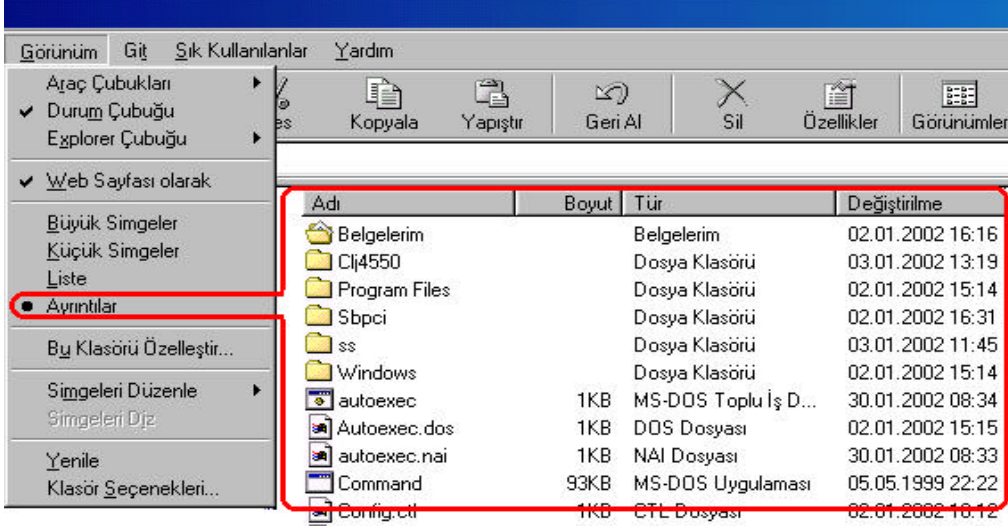 Görünüm Git Sık Kullanılanlar Yardım
Araç Çubukları
Durum Çubuğu
Explorer Çubuğu
Web Sayfası olarak
Büyük Simgeler
Küçük Simgeler
Liste
Ayrıntılar
Bu Klasörü Özelleştir...
Simgeleri Düzenle
Simgeleri Diz
Yenile
Klasör Seçenekleri...
Kopyala Yapıştır Geri Al Sil Özellikler Görünümler
Adı Boyut Tür Değiştirilme
Belgelerim Belgelerim 02.01.2002 16:16
Clj4550 Dosya Klasörü 03.01.2002 13:19
Program Files Dosya Klasörü 02.01.2002 15:14
Sbpci Dosya Klasörü 02.01.2002 16:31
ss Dosya Klasörü 03.01.2002 11:45
Windows Dosya Klasörü 02.01.2002 15:14
autoexec 1KB MS-DOS Toplu İş D... 30.01.2002 08:34
Autoexec.dos 1KB DOS Dosyası 02.01.2002 15:15
autoexec.nai 1KB NAI Dosyası 30.01.2002 08:33
Command 93KB MS-DOS Uygulaması 05.05.1999 22:22
Config.ctl 1KB CTL Dosyası 02.01.2002